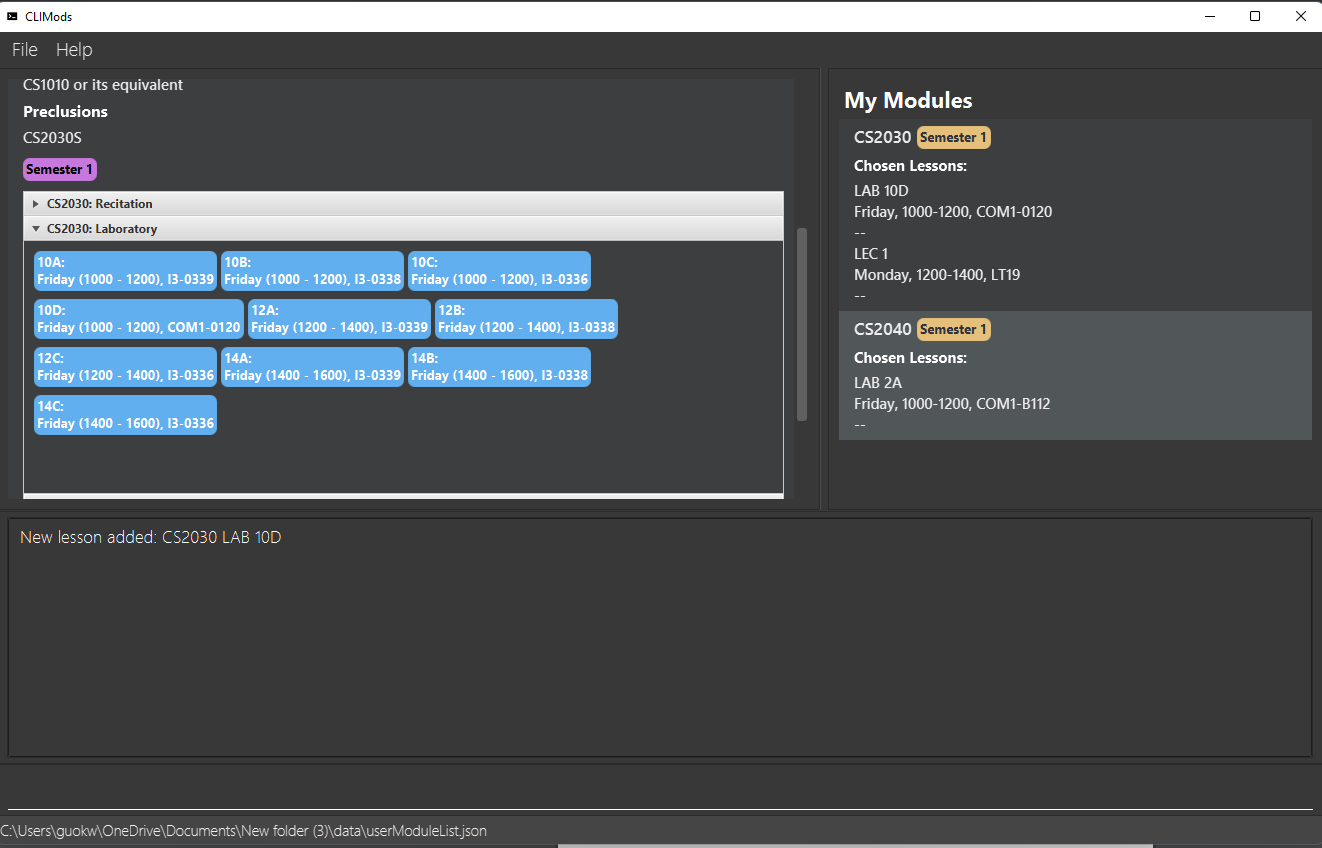 CLIMods
File Help
CS1010 or its equivalent
Preclusions
CS2030S
Semester 1
CS2030: Recitation
CS2030: Laboratory
10A:
Friday (1000 - 1200), I3-0339
10B:
Friday (1000 - 1200), I3-0338
10C:
Friday (1000 - 1200), I3-0336
10D:
Friday (1000 - 1200), COM1-0120
12A:
Friday (1200 - 1400), I3-0339
12B:
Friday (1200 - 1400), I3-0338
12C:
Friday (1200 - 1400), I3-0336
14A:
Friday (1400 - 1600), I3-0339
14B:
Friday (1400 - 1600), I3-0338
14C:
Friday (1400 - 1600), I3-0336
My Modules
CS2030 Semester 1
Chosen Lessons:
LAB 10D
Friday, 1000-1200, COM1-0120
--
LEC 1
Monday, 1200-1400, LT19
--
CS2040 Semester 1
Chosen Lessons:
LAB 2A
Friday, 1000-1200, COM1-B112
--
New lesson added: CS2030 LAB 10D
C:\Users\guokw\OneDrive\Documents\New folder (3)\data\userModuleList.json